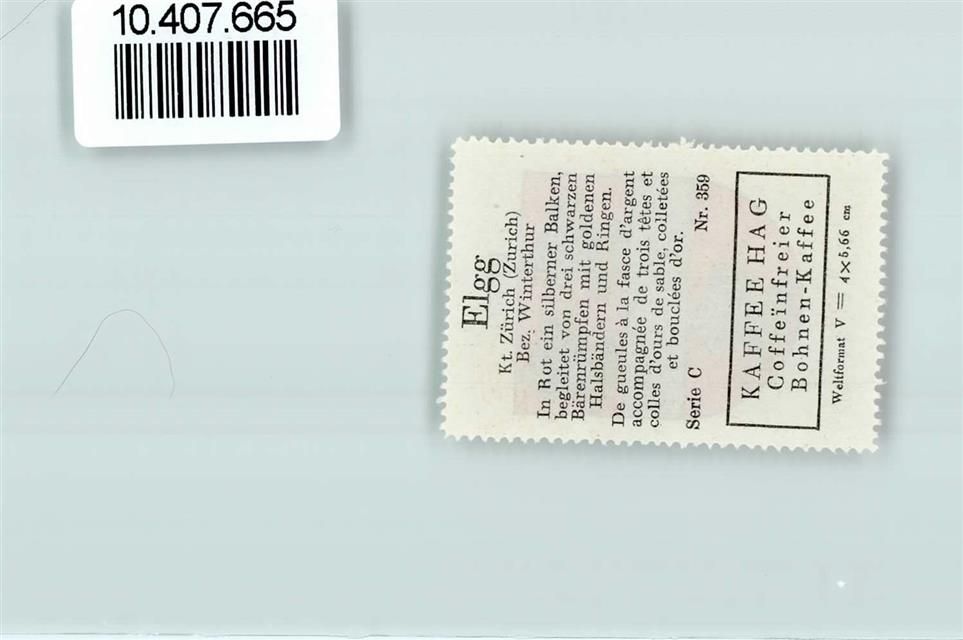 10.407.665
Elgg
Kt. Zürich (Zurich)
Bez. Winterthur
In Rot ein silberner Balken,
begleitet von drei schwarzen
Bärenrümpfen mit goldenen
Halsbändern und Ringen.
De gueules à la fasce d'argent
accompagnée de trois têtes et
colles d'ours de sable, colletées
et bouclées d'or.
Serie C Nr. 359
KAFFEE HAG
Coffeïnfreier
Bohnen-Kaffee
Weltformat V = 4×5,66 cm